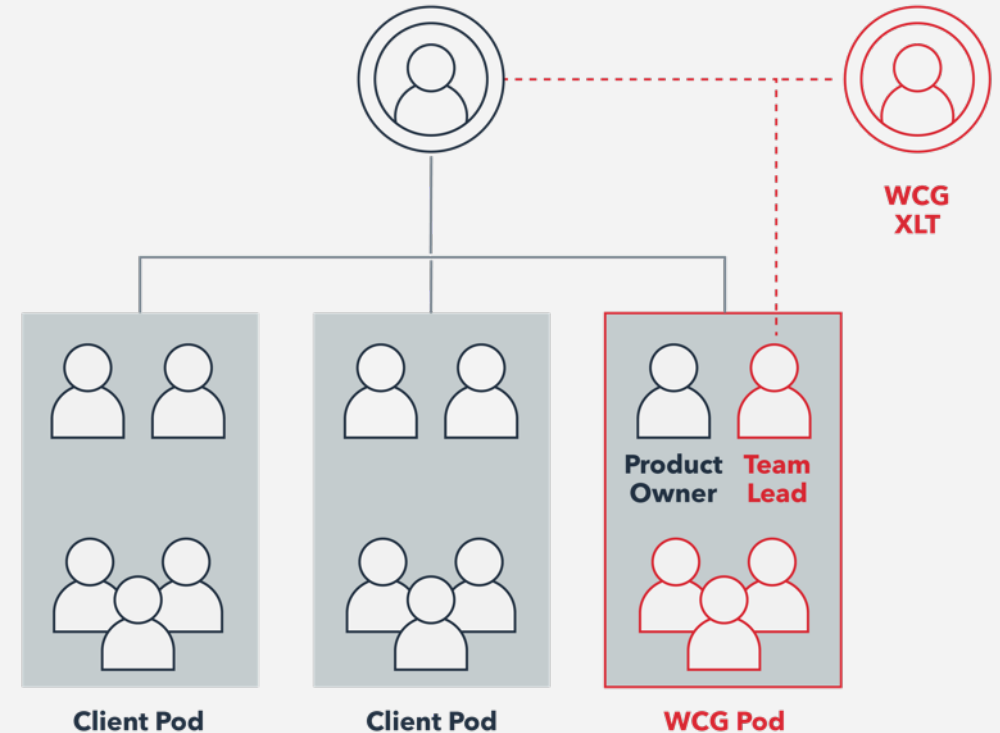 WCG
XLT
Product
Owner
Team
Lead
Client Pod
Client Pod
WCG Pod